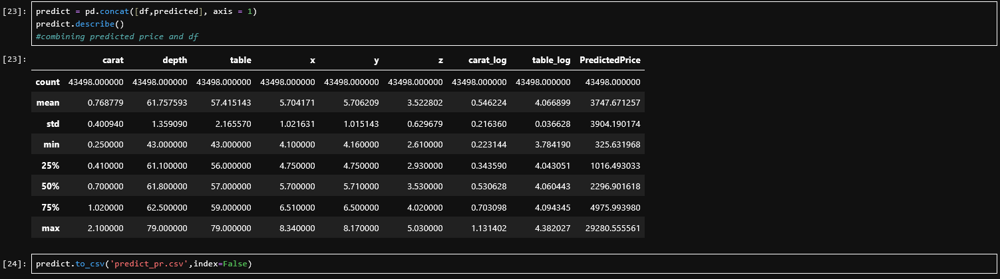 [23]: predict = pd.concat([df,predicted], axis = 1)
predict.describe()
#combining predicted price and df
[23]: carat depth table x y z carat_log table_log PredictedPrice
count 43498.000000 43498.000000 43498.000000 43498.000000 43498.000000 43498.000000 43498.000000 43498.000000 43498.000000
mean 0.768779 61.757593 57.415143 5.704171 5.706209 3.522802 0.546224 4.066899 3747.671257
std 0.400940 1.359090 2.165570 1.021631 1.015143 0.629679 0.216360 0.036628 3904.190174
min 0.250000 43.000000 43.000000 4.100000 4.160000 2.610000 0.223144 3.784190 325.631968
25% 0.410000 61.100000 56.000000 4.750000 4.750000 2.930000 0.343590 4.043051 1016.493033
50% 0.700000 61.800000 57.000000 5.700000 5.710000 3.530000 0.530628 4.060443 2296.901618
75% 1.020000 62.500000 59.000000 6.510000 6.500000 4.020000 0.703098 4.094345 4975.993980
max 2.100000 79.000000 79.000000 8.340000 8.170000 5.030000 1.131402 4.382027 29280.555561
[24]: predict.to_csv('predict_pr.csv',index=False)